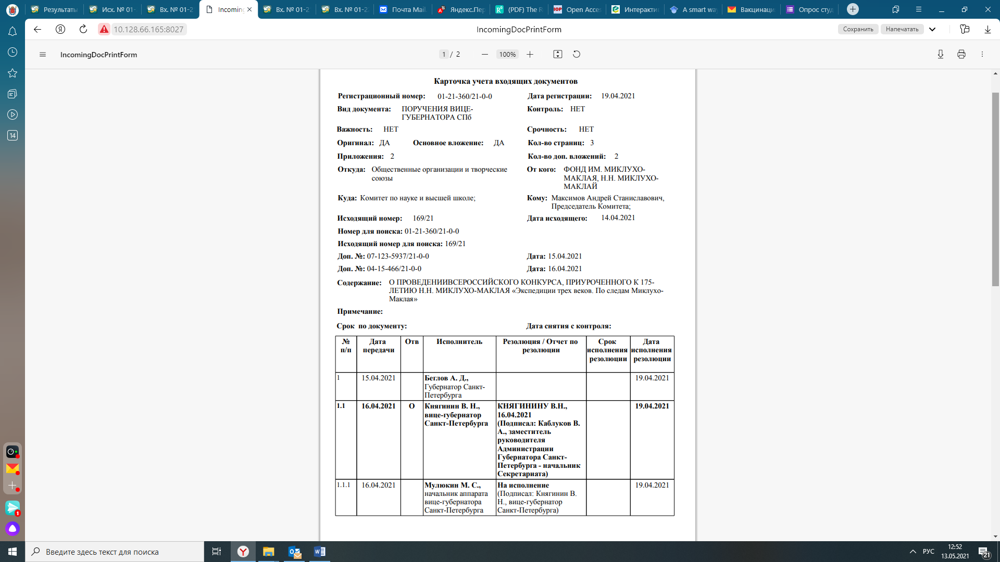 Результаты
Исх. № 01-
Вх. № 01-2
Incoming
Вх. № 01-2
Вх. № 01-2
Почта Mail.
Яндекс.Пер
(PDF) The R
Open Acces
Интеракти
A smart way
Вакцинаци
Опрос студ
10.128.66.165:8027
IncomingDocPrintForm
Сохранить
Напечатать
IncomingDocPrintForm
1 / 2
100%
14
Карточка учета входящих документов
Регистрационный номер: 01-21-360/21-0-0
Дата регистрации: 19.04.2021
Вид документа: ПОРУЧЕНИЯ ВИЦЕ-
ГУБЕРНАТОРА СПб
Контроль: НЕТ
Важность: НЕТ
Срочность: НЕТ
Оригинал: ДА
Основное вложение: ДА
Кол-во страниц: 3
Приложения: 2
Кол-во доп. вложений: 2
Откуда: Общественные организации и творческие
союзы
От кого: ФОНД ИМ. МИКЛУХО-
МАКЛАЯ, Н.Н. МИКЛУХО-
МАКЛАЙ
Куда: Комитет по науке и высшей школе;
Кому: Максимов Андрей Станиславович,
Председатель Комитета;
Исходящий номер: 169/21
Дата исходящего: 14.04.2021
Номер для поиска: 01-21-360/21-0-0
Исходящий номер для поиска: 169/21
Доп. №: 07-123-5937/21-0-0
Дата: 15.04.2021
Доп. №: 04-15-466/21-0-0
Дата: 16.04.2021
Содержание: О ПРОВЕДЕНИИВСЕРОССИЙСКОГО КОНКУРСА, ПРИУРОЧЕННОГО К 175-
ЛЕТИЮ Н.Н. МИКЛУХО-МАКЛАЯ «Экспедиции трех веков. По следам Миклухо-
Маклая»
Примечание:
Срок по документу:
Дата снятия с контроля:
№
п/п
Дата
передачи
Отв
Исполнитель
Резолюция / Отчет по
резолюции
Срок
исполнения
резолюции
Дата
исполнения
резолюции
1
15.04.2021
Беглов А. Д.,
Губернатор Санкт-
Петербурга
19.04.2021
1.1
16.04.2021
О
Княгинин В. Н.,
вице-губернатор
Санкт-Петербурга
КНЯГИНИНУ В.Н.,
16.04.2021
(Подписал: Каблуков В.
А., заместитель
руководителя
Администрации
Губернатора Санкт-
Петербурга - начальник
Секретариата)
19.04.2021
1.1.1
16.04.2021
Мулюкин М. С.,
начальник аппарата
вице-губернатора
Санкт-Петербурга
На исполнение
(Подписал: Княгинин В.
Н., вице-губернатор
Санкт-Петербурга)
19.04.2021
1
Введите здесь текст для поиска
РУС
12:52
13.05.2021
21